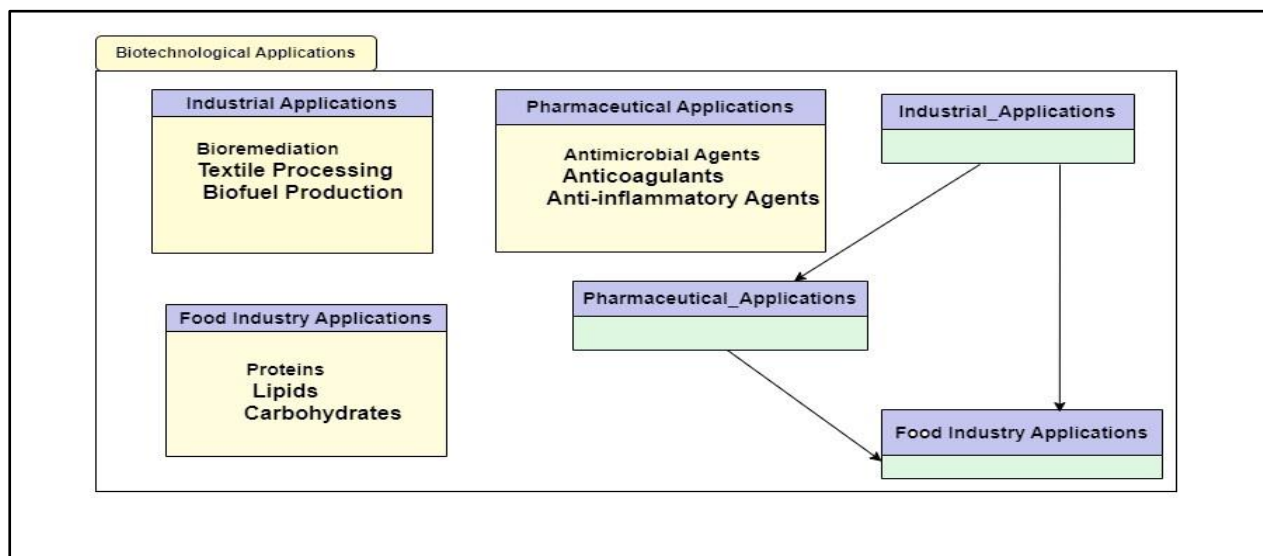 Biotechnological Applications
Industrial Applications
Bioremediation
Textile Processing
Biofuel Production
Pharmaceutical Applications
Antimicrobial Agents
Anticoagulants
Anti-inflammatory Agents
Industrial_Applications
Pharmaceutical_Applications
Food Industry Applications
Proteins
Lipids
Carbohydrates
Food Industry Applications